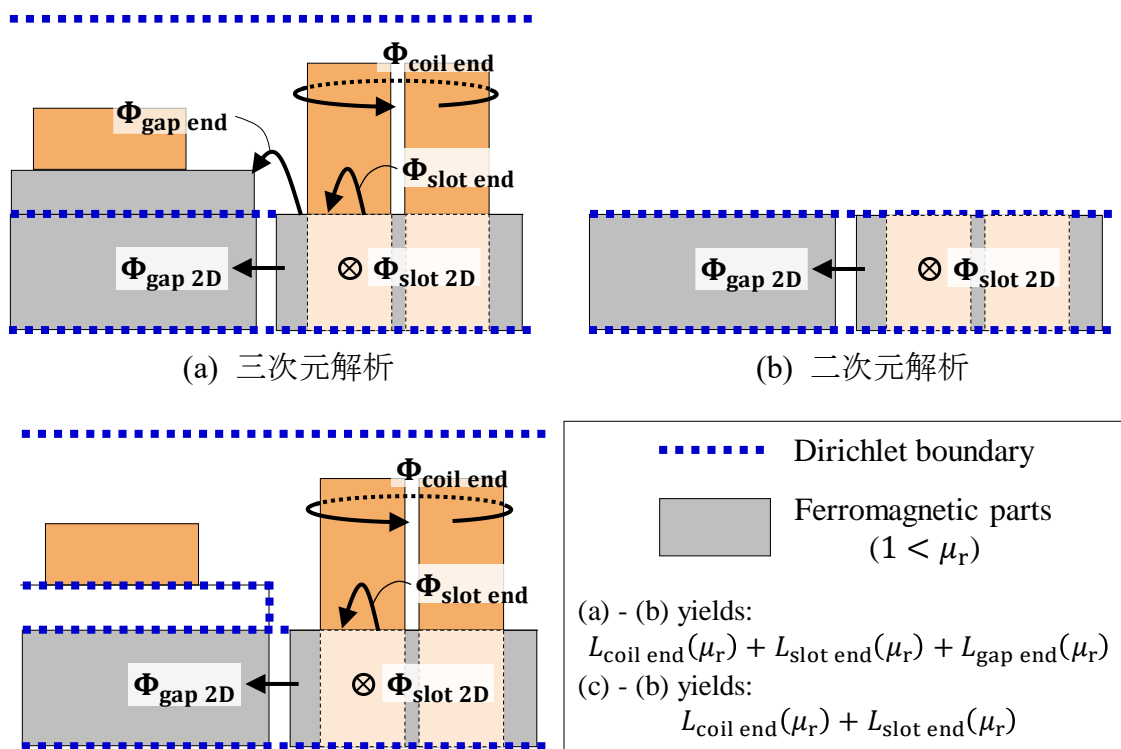 Φcoil end
Φgap end
Φslot end
Φgap 2D
Φslot 2D
(a) 三次元解析
Φgap 2D
Φslot 2D
(b) 二次元解析
Φcoil end
Φslot end
Φgap 2D
Φslot 2D
Dirichlet boundary
Ferromagnetic parts
(1 < μr)
(a) - (b) yields:
Lcoil end(μr) + Lslot end(μr) + Lgap end(μr)
(c) - (b) yields:
Lcoil end(μr) + Lslot end(μr)